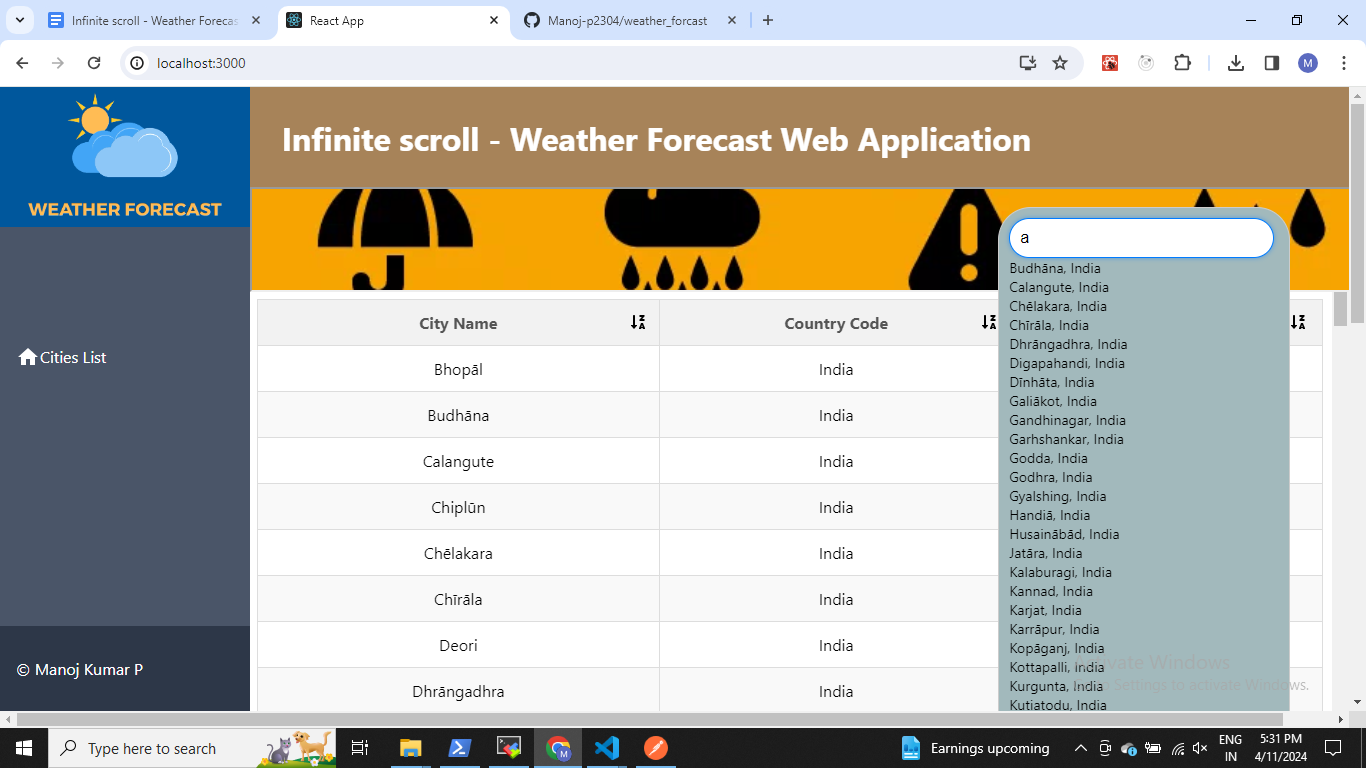 Infinite scroll - Weather Forecas
React App
Manoj-p2304/weather_forcast
localhost:3000
M
WEATHER FORECAST
Infinite scroll - Weather Forecast Web Application
Cities List
© Manoj Kumar P
a
Budhāna, India
Calangute, India
Chēlakara, India
Chīrāla, India
Dhrāngadhra, India
Digapahandi, India
Dīnhāta, India
Galiākot, India
Gandhinagar, India
Garhshankar, India
Godda, India
Godhra, India
Gyalshing, India
Handiā, India
Husainābād, India
Jatāra, India
Kalaburagi, India
Kannad, India
Karjat, India
Karrāpur, India
Kopāganj, India
Kottapalli, India
Kurgunta, India
Kutiatodu, India
City Name Country Code
Bhopāl India
Budhāna India
Calangute India
Chiplūn India
Chēlakara India
Chīrāla India
Deori India
Dhrāngadhra India
Activate Windows
Settings to activate Windows.
Type here to search
Earnings upcoming
ENG
IN
5:31 PM
4/11/2024